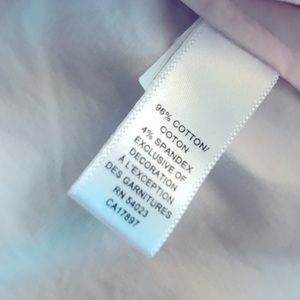 96% COTTON/
COTON
4% SPANDEX
EXCLUSIVE OF
DECORATION
À L'EXCEPTION
DES GARNITURES
RN 54023
CA17897